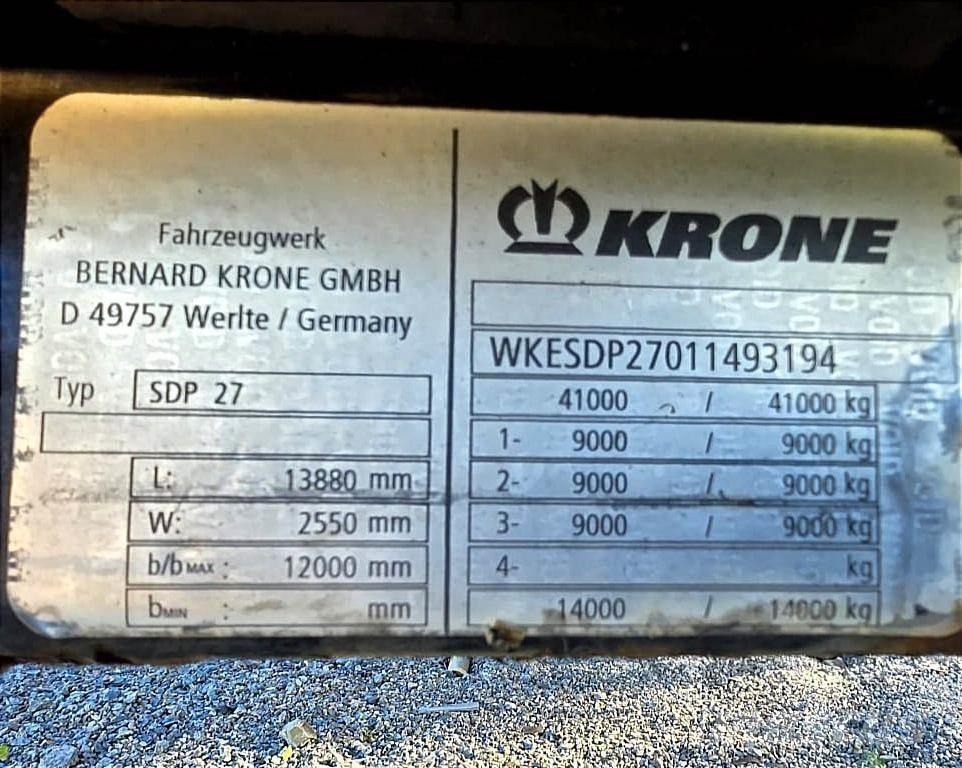 Fahrzeugwerk
BERNARD KRONE GMBH
D 49757 Werlte / Germany
Typ SDP 27
L: 13880 mm
W: 2550 mm
b/b MAX : 12000 mm
b MIN : mm
KRONE
WKESDP27011493194
41000 / 41000 kg
1- 9000 / 9000 kg
2- 9000 / 9000 kg
3- 9000 / 9000 kg
4- kg
14000 / 14000 kg